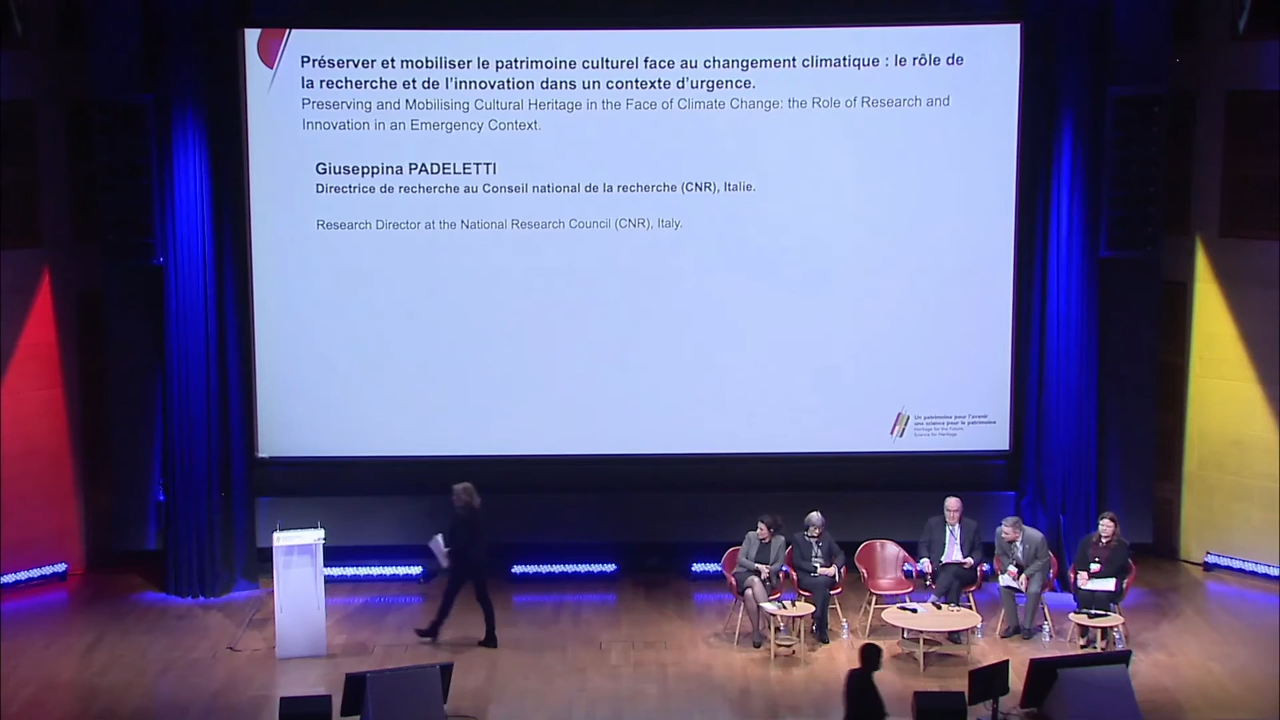 Préserver et mobiliser le patrimoine culturel face au changement climatique : le rôle de
la recherche et de l'innovation dans un contexte d'urgence.
Preserving and Mobilising Cultural Heritage in the Face of Climate Change: the Role of Research and
Innovation in an Emergency Context.
Giuseppina PADELETTI
Directrice de recherche au Conseil national de la recherche (CNR), Italie.
Research Director at the National Research Council (CNR), Italy.
Un patrimoine pour l'avenir
une science pour le patrimoine
Heritage for the Future,
Science for Heritage